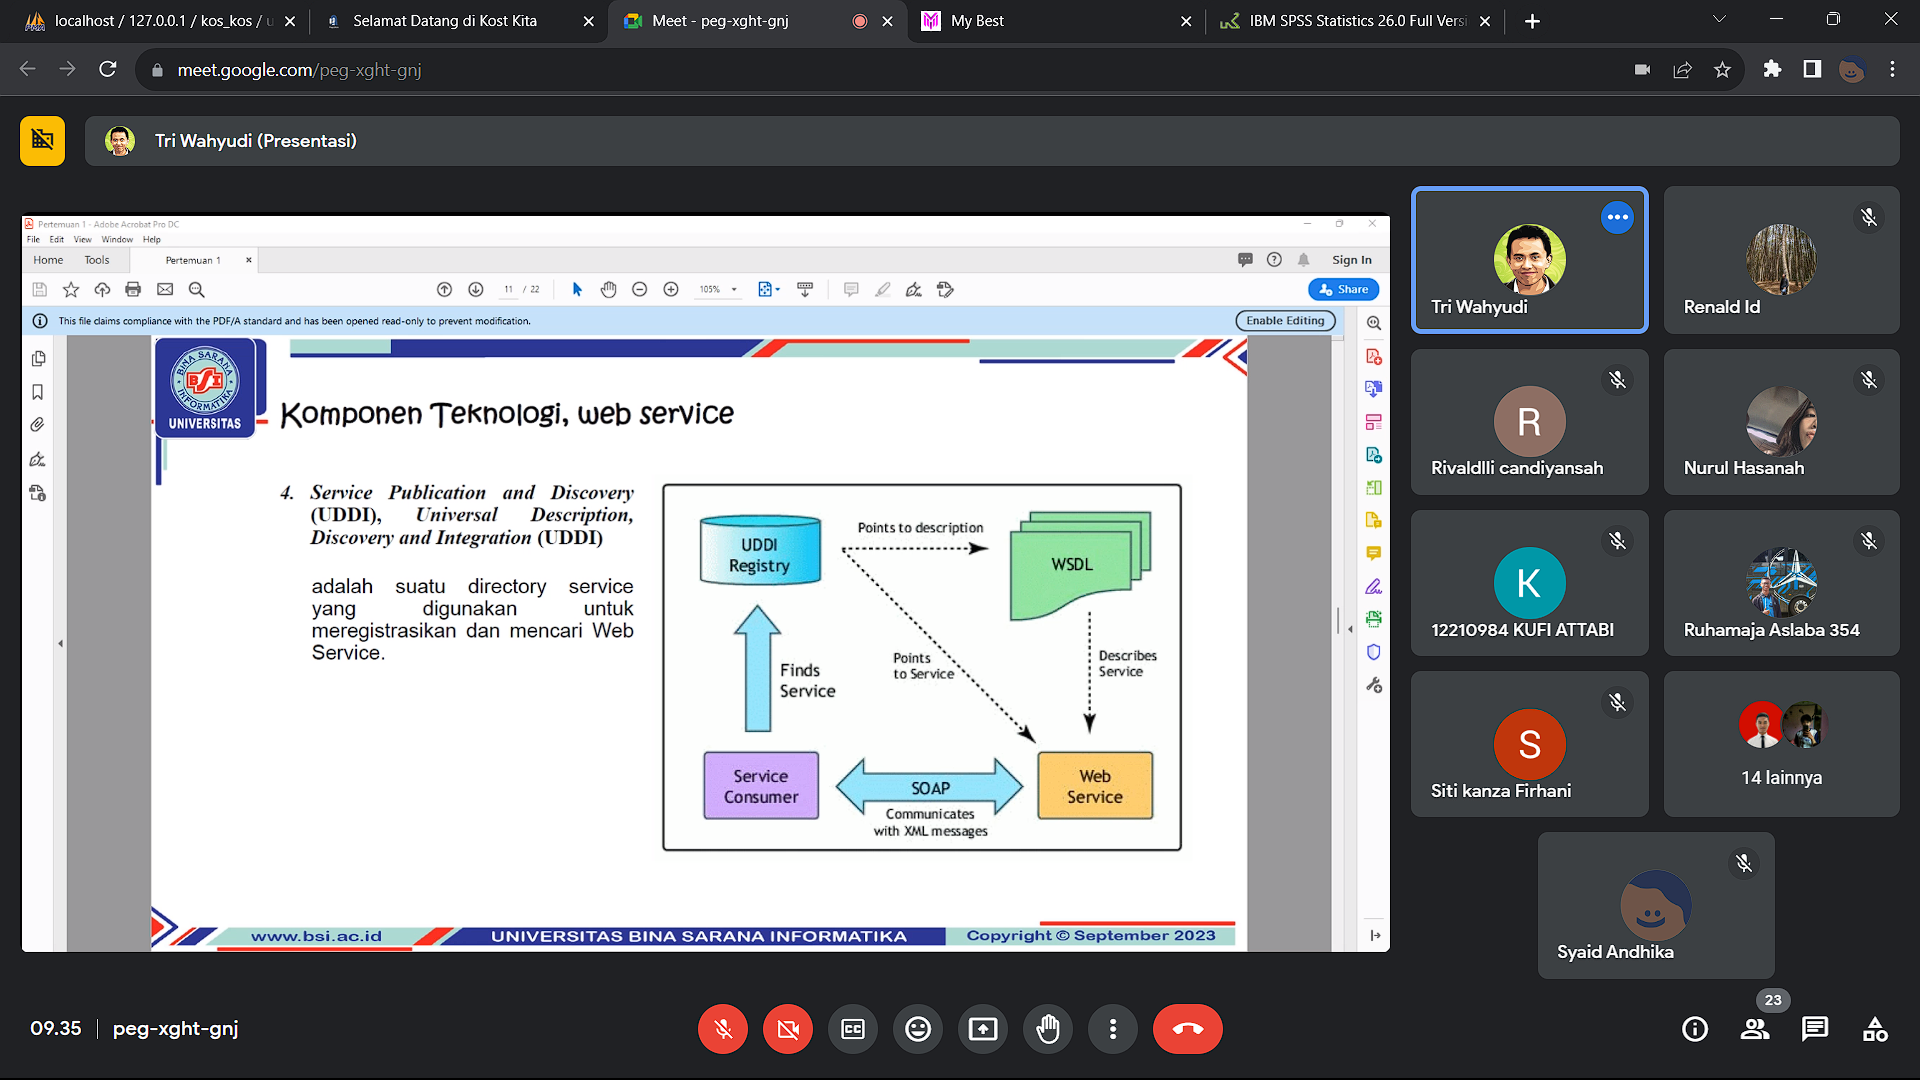 localhost / 127.0.0.1 / kos_kos / u
Selamat Datang di Kost Kita
Meet - peg-xght-gnj
My Best
IBM SPSS Statistics 26.0 Full Versi
meet.google.com/peg-xght-gnj
Tri Wahyudi (Presentasi)
Pertemuan 1 - Adobe Acrobat Pro DC
File Edit View Window Help
Home Tools Pertemuan 1
Sign In
11 / 22
105%
Share
This file claims compliance with the PDF/A standard and has been opened read-only to prevent modification.
Enable Editing
BINA SARANA
BSI
INFORMATIKA
UNIVERSITAS
Komponen Teknologi, web service
4. Service Publication and Discovery
(UDDI), Universal Description,
Discovery and Integration (UDDI)
adalah suatu directory service
yang digunakan untuk
meregistrasikan dan mencari Web
Service.
UDDI
Registry
Points to description
WSDL
Finds
Service
Points
to Service
Describes
Service
Service
Consumer
SOAP
Communicates
with XML messages
Web
Service
www.bsi.ac.id
UNIVERSITAS BINA SARANA INFORMATIKA
Copyright © September 2023
Tri Wahyudi
Renald Id
R
Rivaldlli candiyansah
Nurul Hasanah
K
12210984 KUFI ATTABI
Ruhamaja Aslaba 354
S
Siti kanza Firhani
14 lainnya
Syaid Andhika
09.35
peg-xght-gnj
23